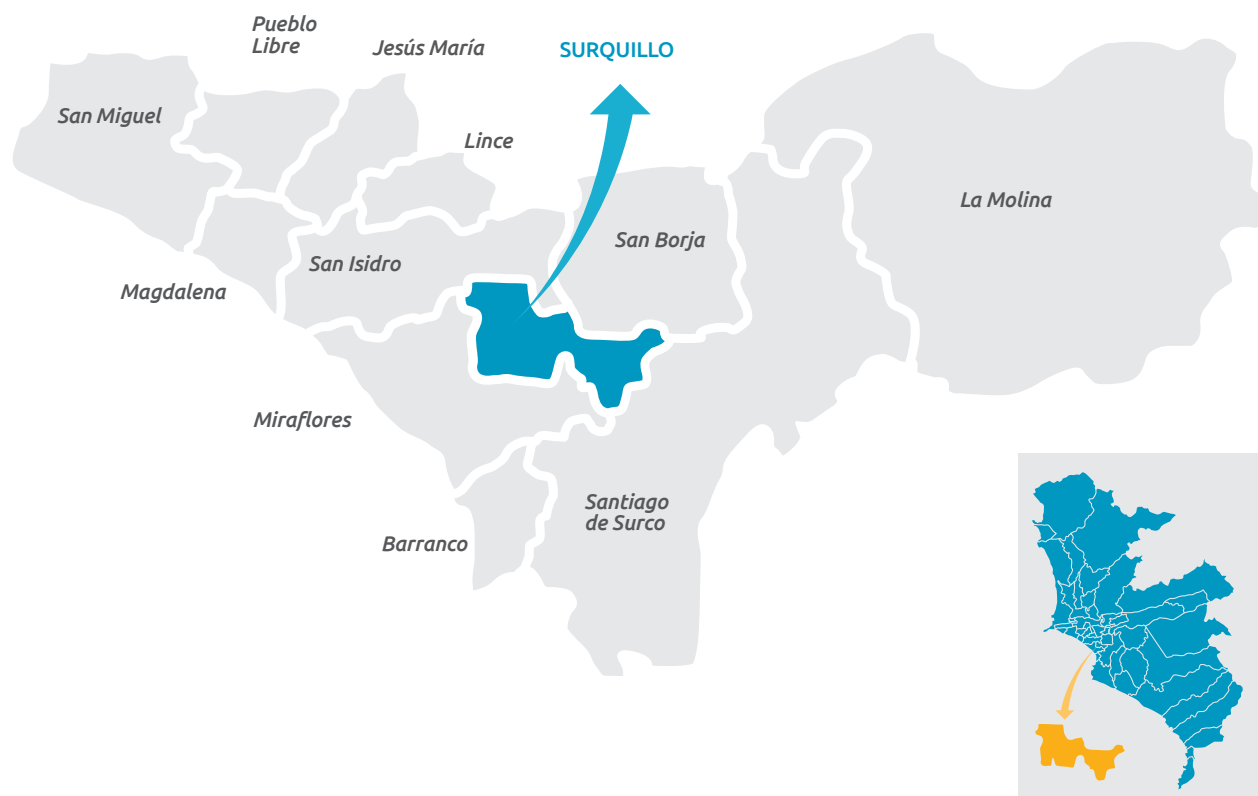 Pueblo
Libre
Jesús María
SURQUILLO
San Miguel
Lince
La Molina
San Borja
San Isidro
Magdalena
Miraflores
Santiago
de Surco
Barranco